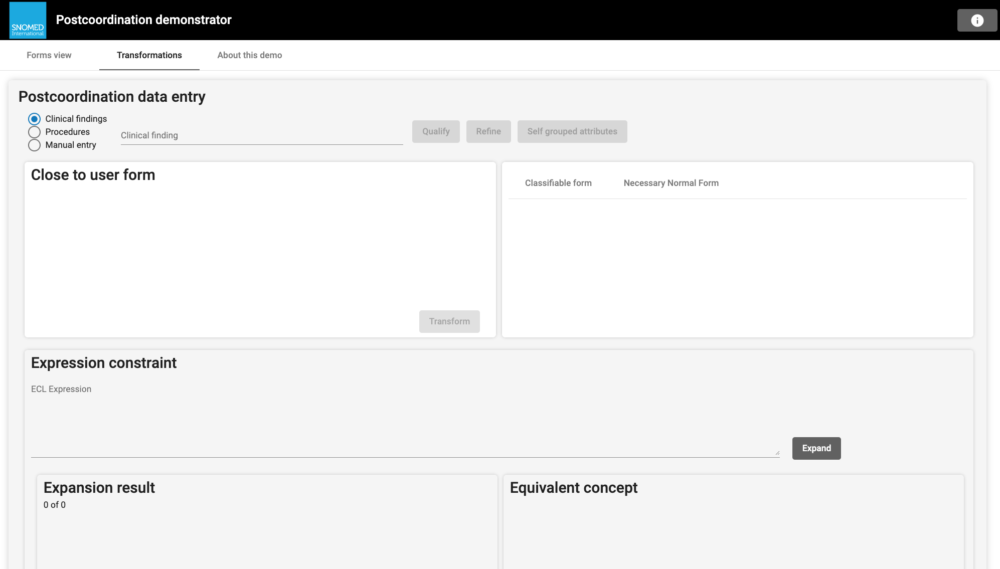 SNOMED
International
Postcoordination demonstrator
Forms view
Transformations
About this demo
Postcoordination data entry
Clinical findings
Procedures
Manual entry
Clinical finding
Qualify
Refine
Self grouped attributes
Close to user form
Transform
Classifiable form
Necessary Normal Form
Expression constraint
ECL Expression
Expand
Expansion result
0 of 0
Equivalent concept